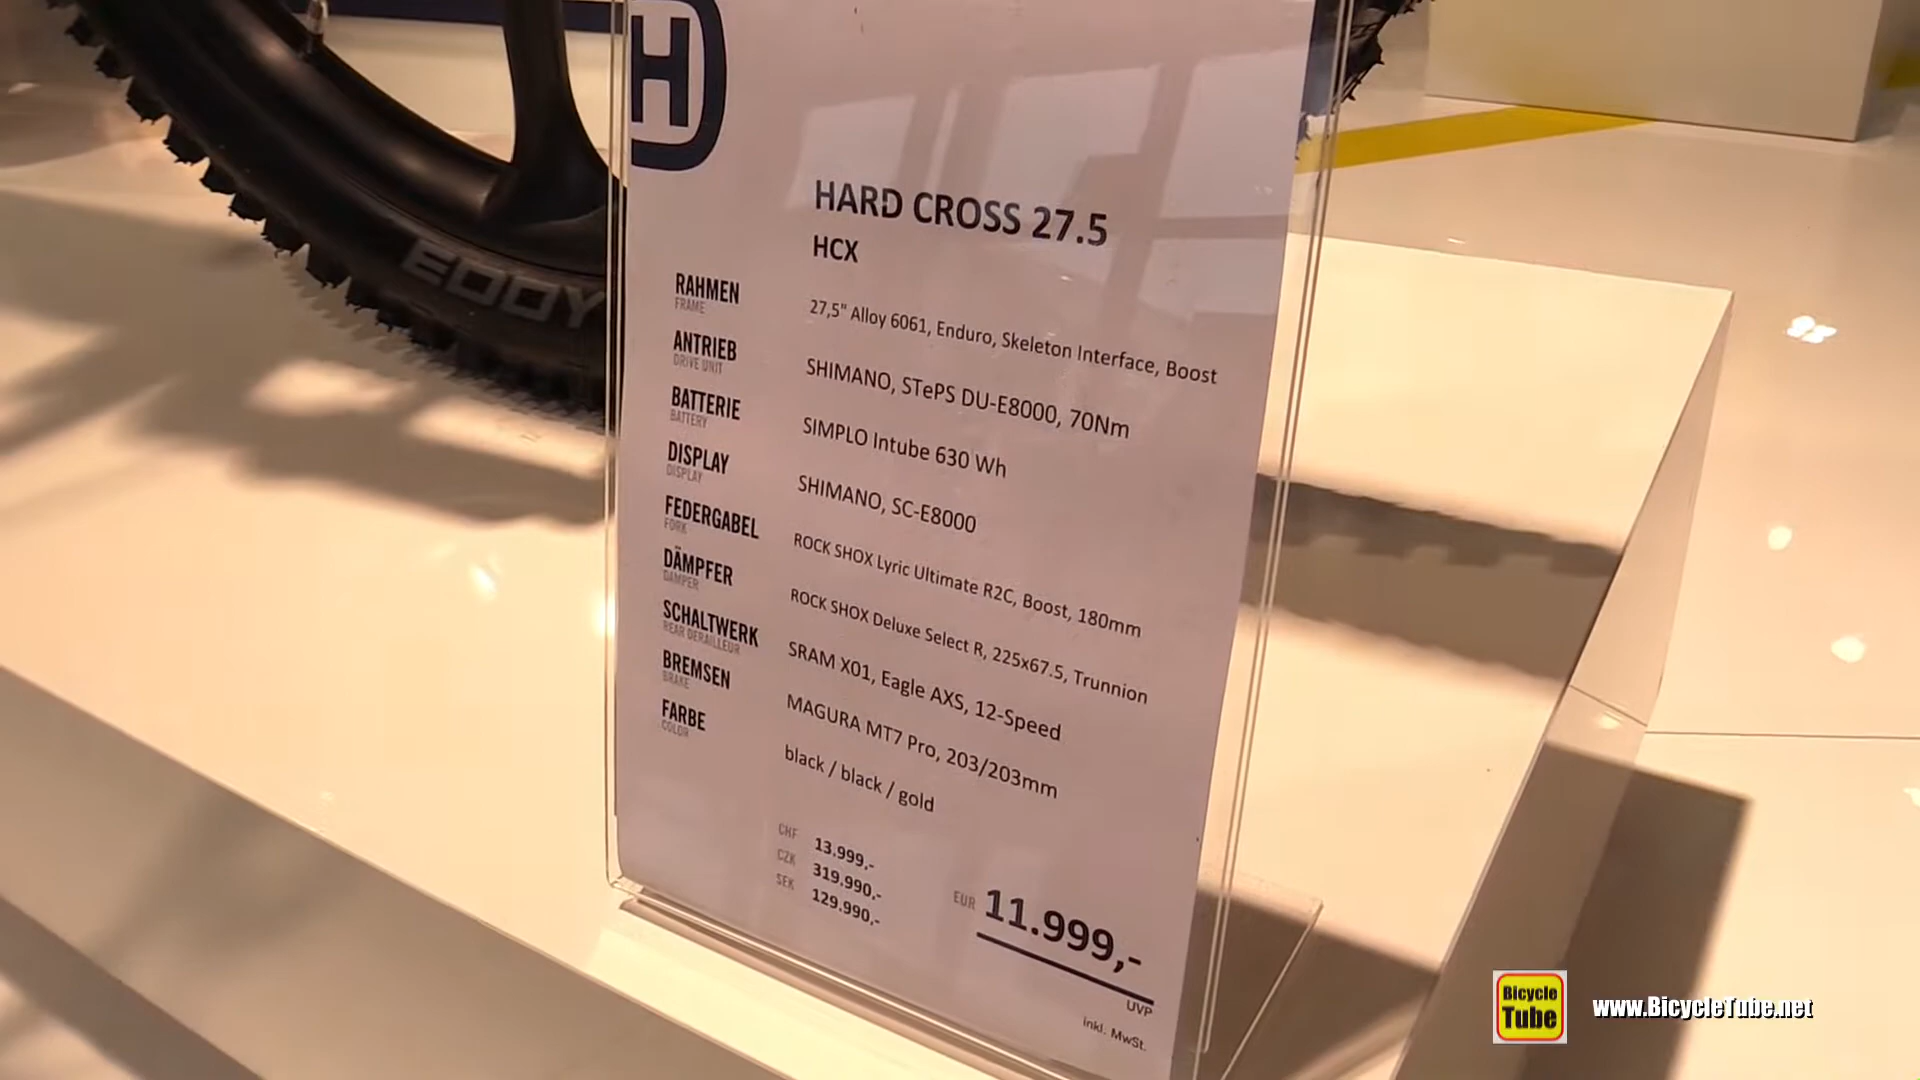 H
EDDY
HARD CROSS 27.5
HCX
RAHMEN
FRAME
27,5" Alloy 6061, Enduro, Skeleton Interface, Boost
ANTRIEB
DRIVE UNIT
SHIMANO, STePS DU-E8000, 70Nm
BATTERIE
BATTERY
SIMPLO Intube 630 Wh
DISPLAY
DISPLAY
SHIMANO, SC-E8000
FEDERGABEL
FORK
ROCK SHOX Lyric Ultimate R2C, Boost, 180mm
DÄMPFER
DAMPER
ROCK SHOX Deluxe Select R, 225x67.5, Trunnion
SCHALTWERK
REAR DERAILLEUR
SRAM X01, Eagle AXS, 12-Speed
BREMSEN
BRAKE
MAGURA MT7 Pro, 203/203mm
FARBE
COLOR
black / black / gold
CHF 13.999,-
CZK 319.990,-
SEK 129.990,-
EUR 11.999,-
UVP
inkl. MwSt.
Bicycle
Tube
www.BicycleTube.net